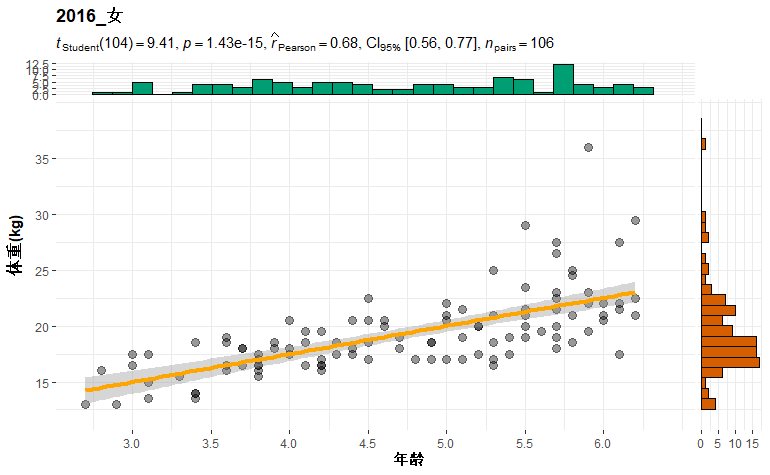 2016_女
tStudent(104) = 9.41, p = 1.43e-15, r̂Pearson = 0.68, CI95% [0.56, 0.77], npairs = 106
12.5
10.0
7.5
5.0
2.5
0.0
35
30
25
20
15
体重(kg)
3.0 3.5 4.0 4.5 5.0 5.5 6.0
0 5 10 15
年龄